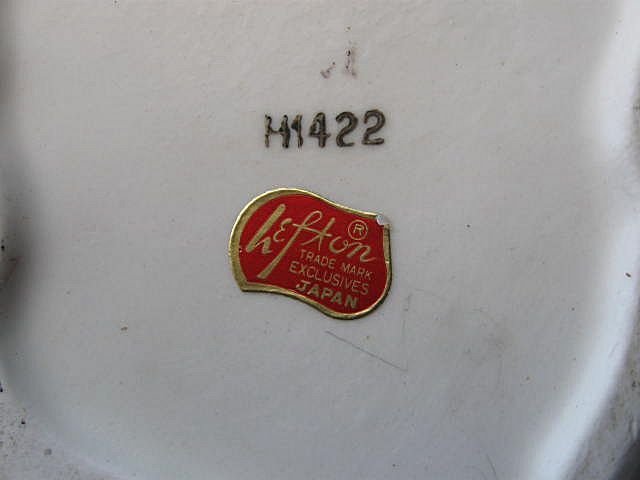 H1422
Lefton ®
TRADE MARK
EXCLUSIVES
JAPAN